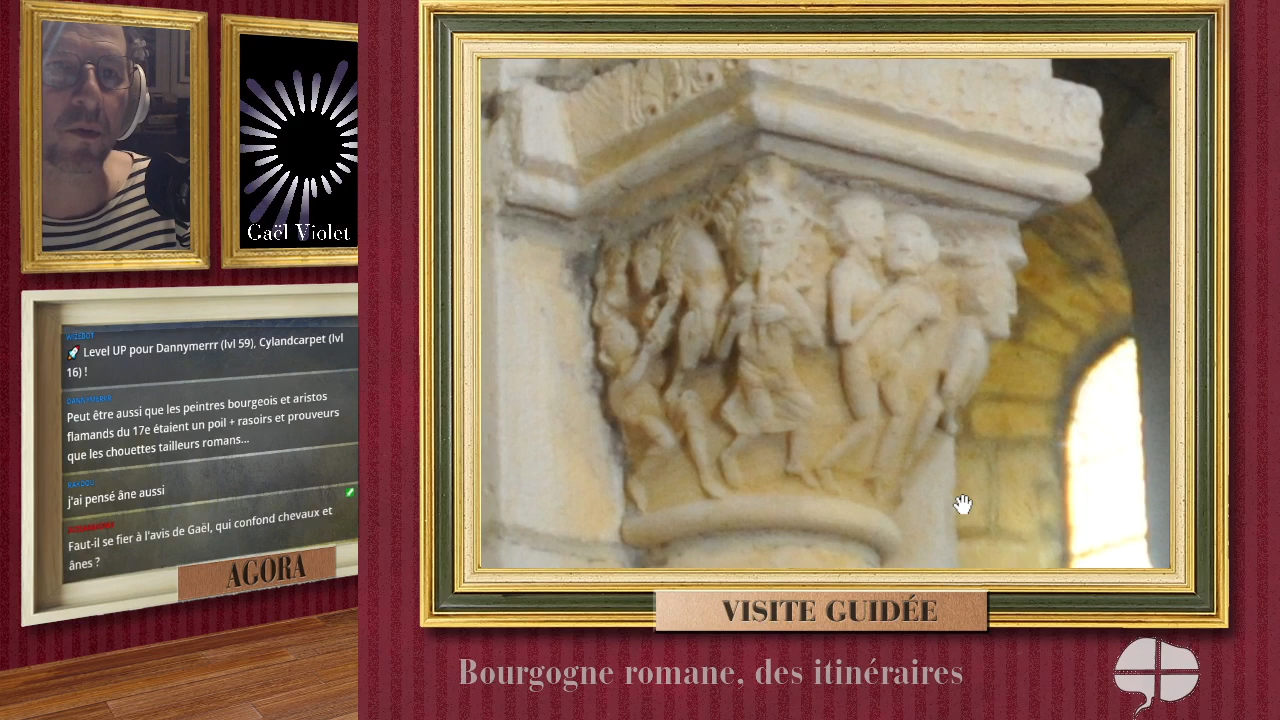 Gaël Violet
WIZEBOT
🚀 Level UP pour Dannymerrr (lvl 59), Cylandcarpet (lvl
16) !
DANNYMERRR
Peut être aussi que les peintres bourgeois et aristos
flamands du 17e étaient un poil + rasoirs et prouveurs
que les chouettes tailleurs romans...
j'ai pensé âne aussi
Faut-il se fier à l'avis de Gaël, qui confond chevaux et
ânes ?
AGORA
VISITE GUIDÉE
Bourgogne romane, des itinéraires